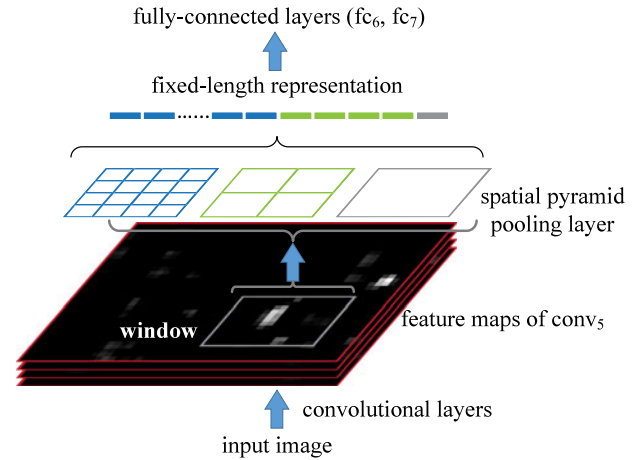 fully-connected layers (fc₆, fc₇)
fixed-length representation
......
spatial pyramid
pooling layer
window
feature maps of conv₅
convolutional layers
input image